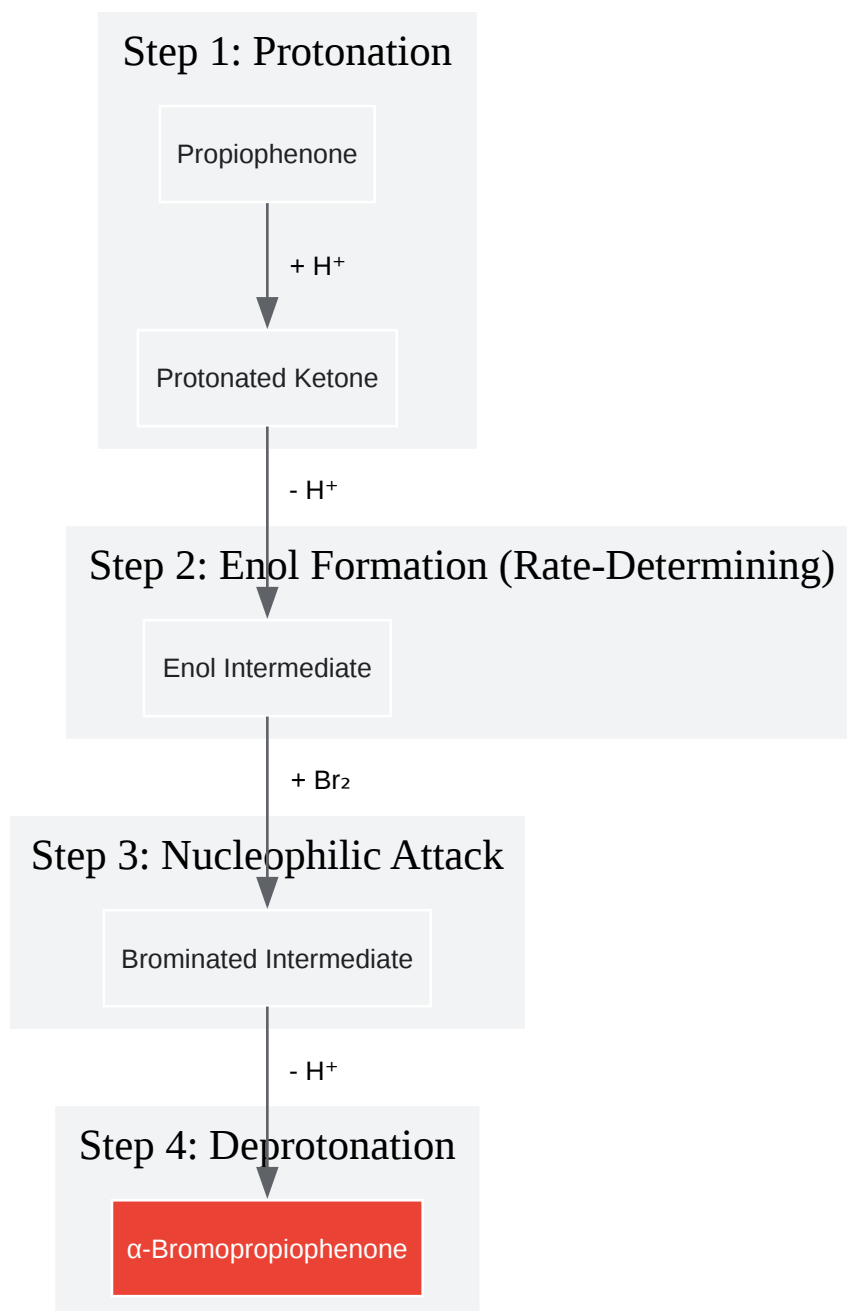 Step 1: Protonation
Propiophenone
+ H⁺
Protonated Ketone
- H⁺
Step 2: Enol Formation (Rate-Determining)
Enol Intermediate
+ Br₂
Step 3: Nucleophilic Attack
Brominated Intermediate
- H⁺
Step 4: Deprotonation
α-Bromopropiophenone